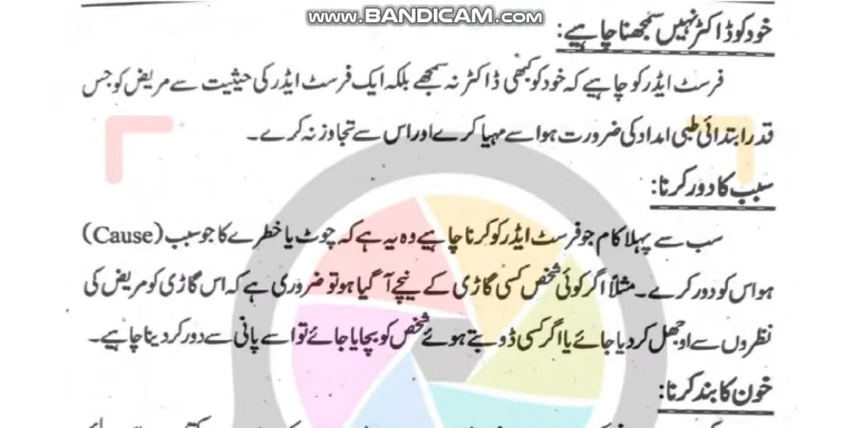 www.BANDICAM.com
خود کو ڈاکٹر نہیں سمجھنا چاہیے:
فرسٹ ایڈر کو چاہیے کہ خود کو کبھی ڈاکٹر نہ سمجھے بلکہ ایک فرسٹ ایڈر کی حیثیت سے مریض کو جس
قدر ابتدائی طبی امداد کی ضرورت ہو اسے مہیا کرے اور اس سے تجاوز نہ کرے۔
سبب کا دور کرنا:
سب سے پہلا کام جو فرسٹ ایڈر کو کرنا چاہیے وہ یہ ہے کہ چوٹ یا خطرے کا جو سبب (Cause)
ہو اس کو دور کرے۔ مثلاً اگر کوئی شخص کسی گاڑی کے نیچے آ گیا ہو تو ضروری ہے کہ اس گاڑی کو مریض کی
نظروں سے اوجھل کر دیا جائے یا اگر کسی ڈوبتے ہوئے شخص کو بچایا جائے تو اسے پانی سے دور کر دینا چاہیے۔
خون کا بند کرنا: